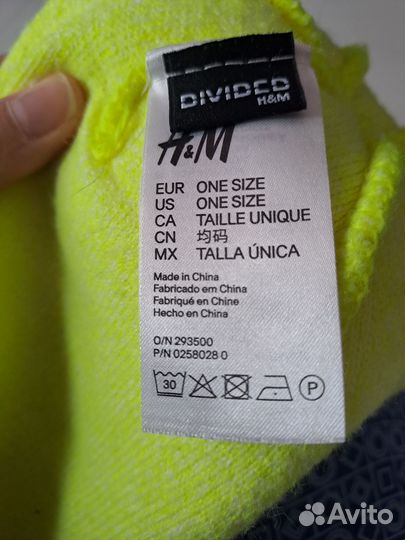 DIVIDED
H&M
H&M
EUR ONE SIZE
US ONE SIZE
CA TAILLE UNIQUE
CN 均码
MX TALLA ÚNICA
Made in China
Fabricado em China
Fabriqué en Chine
Hecho en China
O/N 293500
P/N 0258028 0
30 P
Avito